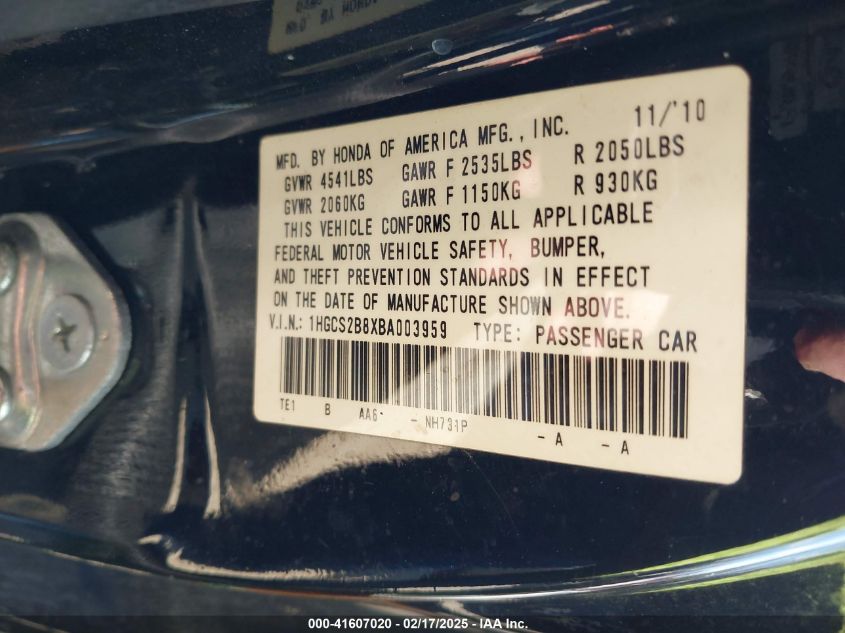 11/'10
MFD. BY HONDA OF AMERICA MFG., INC.
GVWR 4541LBS GAWR F 2535LBS R 2050LBS
GVWR 2060KG GAWR F 1150KG R 930KG
THIS VEHICLE CONFORMS TO ALL APPLICABLE
FEDERAL MOTOR VEHICLE SAFETY, BUMPER,
AND THEFT PREVENTION STANDARDS IN EFFECT
ON THE DATE OF MANUFACTURE SHOWN ABOVE.
V.I.N.: 1HGCS2B8XBA003959 TYPE: PASSENGER CAR
TE1 B AA6 - NH731P - A - A
000-41607020 - 02/17/2025 - IAA Inc.